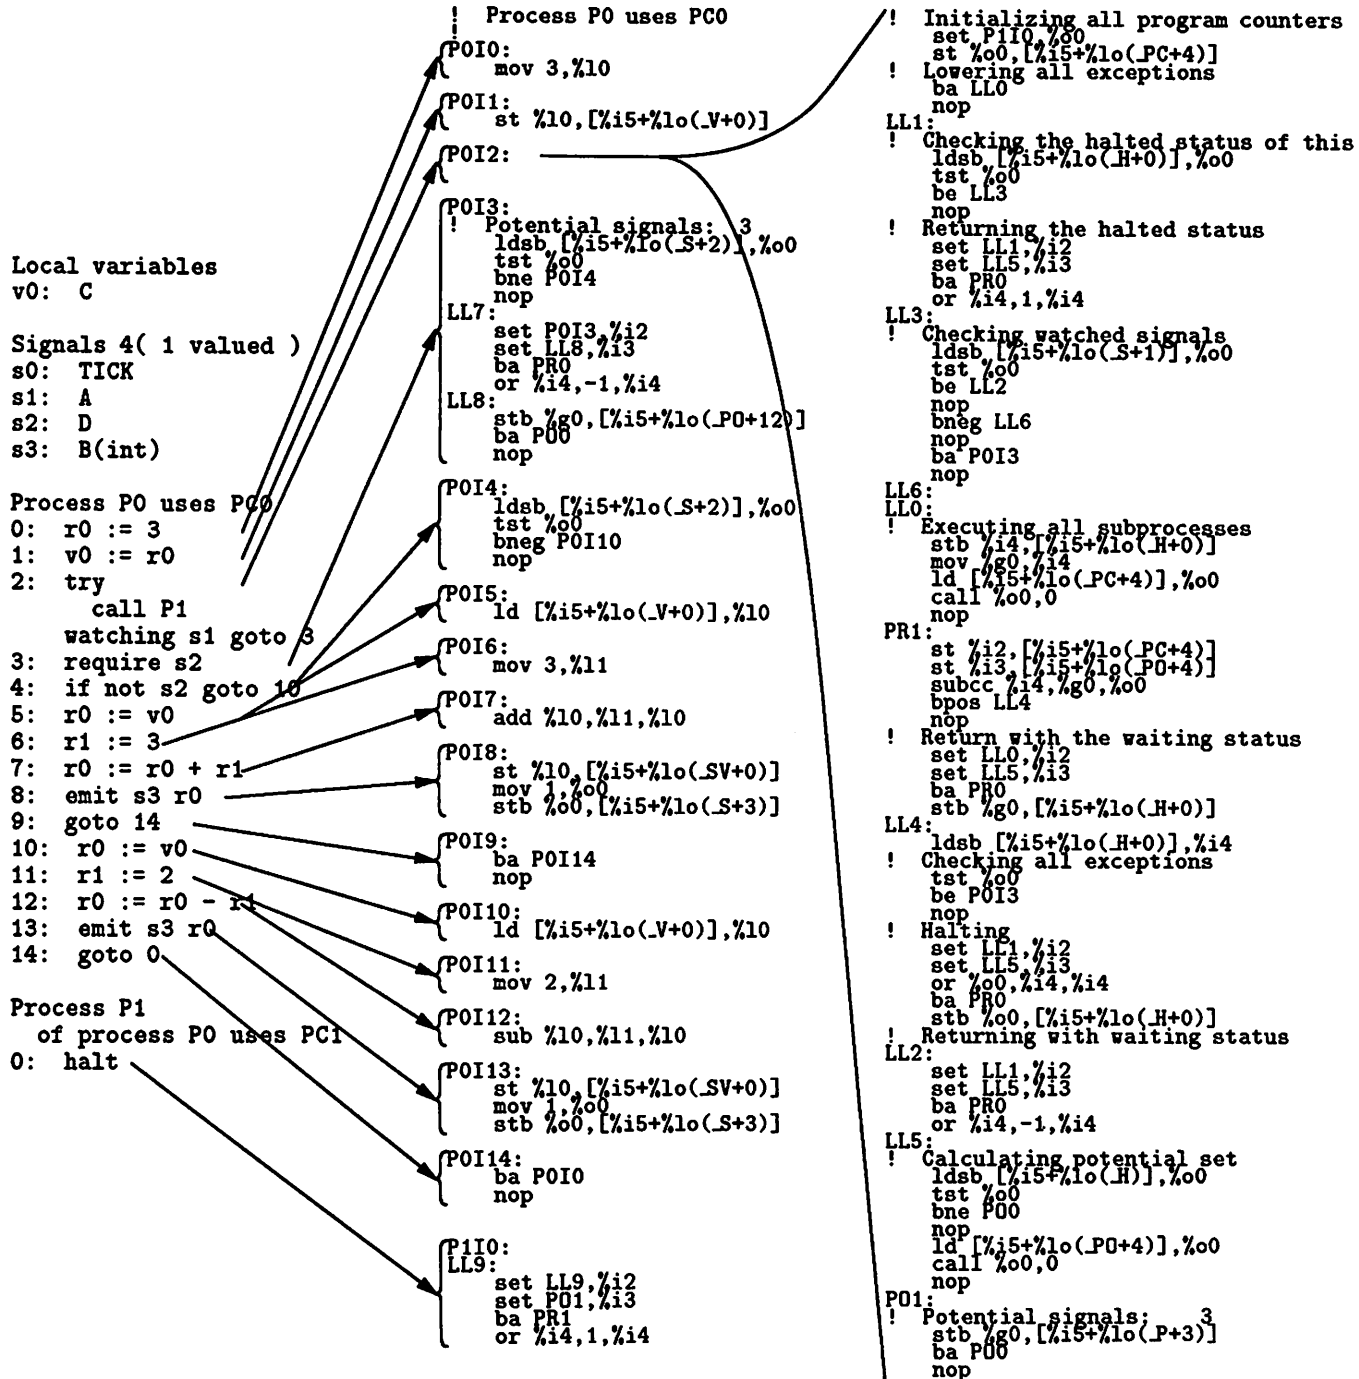 Local variables
v0:  C
Signals 4( 1 valued )
s0:  TICK
s1:  A
s2:  D
s3:  B(int)
Process P0 uses PC0
0:  r0 := 3
1:  v0 := r0
2:  try
call P1
watching s1 goto 3
3:  require s2
4:  if not s2 goto 10
5:  r0 := v0
6:  r1 := 3
7:  r0 := r0 + r1
8:  emit s3 r0
9:  goto 14
10:  r0 := v0
11:  r1 := 2
12:  r0 := r0 - r1
13:  emit s3 r0
14:  goto 0
Process P1
of process P0 uses PC1
0:  halt
!  Process P0 uses PC0
!
P0I0:
mov 3,%l0
P0I1:
st %l0,[%i5+%lo(_V+0)]
P0I2:
P0I3:
!  Potential signals:  3
ldsb [%i5+%lo(_S+2)],%o0
tst %o0
bne P0I4
nop
LL7:
set P0I3,%i2
set LL8,%i3
ba PR0
or %i4,-1,%i4
LL8:
stb %g0,[%i5+%lo(_PO+12)]
ba PO0
nop
P0I4:
ldsb [%i5+%lo(_S+2)],%o0
tst %o0
bneg P0I10
nop
P0I5:
ld [%i5+%lo(_V+0)],%l0
P0I6:
mov 3,%l1
P0I7:
add %l0,%l1,%l0
P0I8:
st %l0,[%i5+%lo(_SV+0)]
mov 1,%o0
stb %o0,[%i5+%lo(_S+3)]
P0I9:
ba P0I14
nop
P0I10:
ld [%i5+%lo(_V+0)],%l0
P0I11:
mov 2,%l1
P0I12:
sub %l0,%l1,%l0
P0I13:
st %l0,[%i5+%lo(_SV+0)]
mov 1,%o0
stb %o0,[%i5+%lo(_S+3)]
P0I14:
ba P0I0
nop
P1I0:
LL9:
set LL9,%i2
set PO1,%i3
ba PR1
or %i4,1,%i4
!  Initializing all program counters
set P1I0,%o0
st %o0,[%i5+%lo(_PC+4)]
!  Lowering all exceptions
ba LL0
nop
LL1:
!  Checking the halted status of this
ldsb [%i5+%lo(_H+0)],%o0
tst %o0
be LL3
nop
!  Returning the halted status
set LL1,%i2
set LL5,%i3
ba PR0
or %i4,1,%i4
LL3:
!  Checking watched signals
ldsb [%i5+%lo(_S+1)],%o0
tst %o0
be LL2
nop
bneg LL6
nop
ba P0I3
nop
LL6:
LL0:
!  Executing all subprocesses
stb %i4,[%i5+%lo(_H+0)]
mov %g0,%i4
ld [%i5+%lo(_PC+4)],%o0
call %o0,0
nop
PR1:
st %i2,[%i5+%lo(_PC+4)]
st %i3,[%i5+%lo(_PO+4)]
subcc %i4,%g0,%o0
bpos LL4
nop
!  Return with the waiting status
set LL0,%i2
set LL5,%i3
ba PR0
stb %g0,[%i5+%lo(_H+0)]
LL4:
ldsb [%i5+%lo(_H+0)],%i4
!  Checking all exceptions
tst %o0
be P0I3
nop
!  Halting
set LL1,%i2
set LL5,%i3
or %o0,%i4,%i4
ba PR0
stb %o0,[%i5+%lo(_H+0)]
!  Returning with waiting status
LL2:
set LL1,%i2
set LL5,%i3
ba PR0
or %i4,-1,%i4
LL5:
!  Calculating potential set
ldsb [%i5+%lo(_H)],%o0
tst %o0
bne PO0
nop
ld [%i5+%lo(_PO+4)],%o0
call %o0,0
nop
PO1:
!  Potential signals:   3
stb %g0,[%i5+%lo(_P+3)]
ba PO0
nop